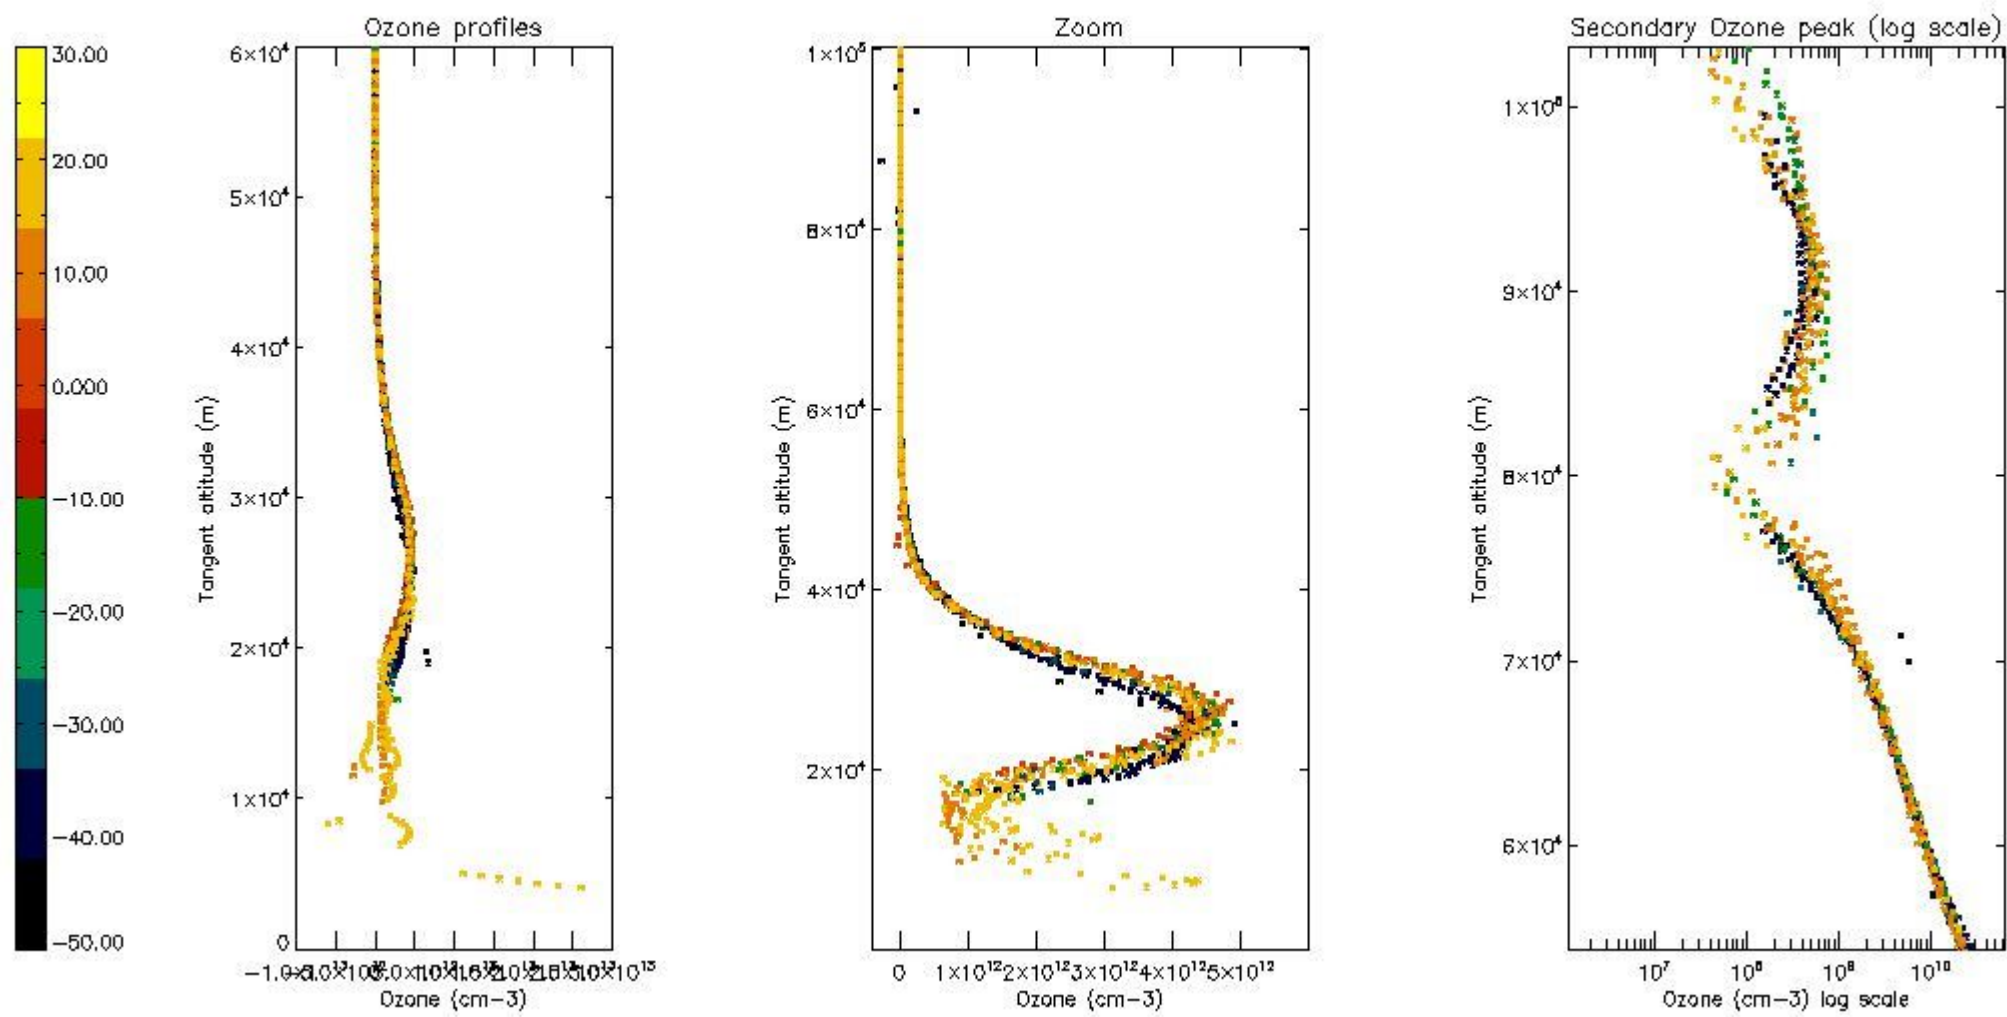 Ozone profiles
Zoom
Secondary Ozone peak (log scale)
30.00
20.00
10.00
0.000
−10.00
−20.00
−30.00
−40.00
−50.00
6×10⁴
5×10⁴
4×10⁴
3×10⁴
2×10⁴
1×10⁴
0
Tangent altitude (m)
Ozone (cm−3)
1×10⁵
8×10⁴
6×10⁴
4×10⁴
2×10⁴
Tangent altitude (m)
0 1×10¹² 2×10¹² 3×10¹² 4×10¹² 5×10¹²
Ozone (cm−3)
1×10⁵
9×10⁴
8×10⁴
7×10⁴
6×10⁴
Tangent altitude (m)
10⁷ 10⁸ 10⁹ 10¹⁰
Ozone (cm−3) log scale